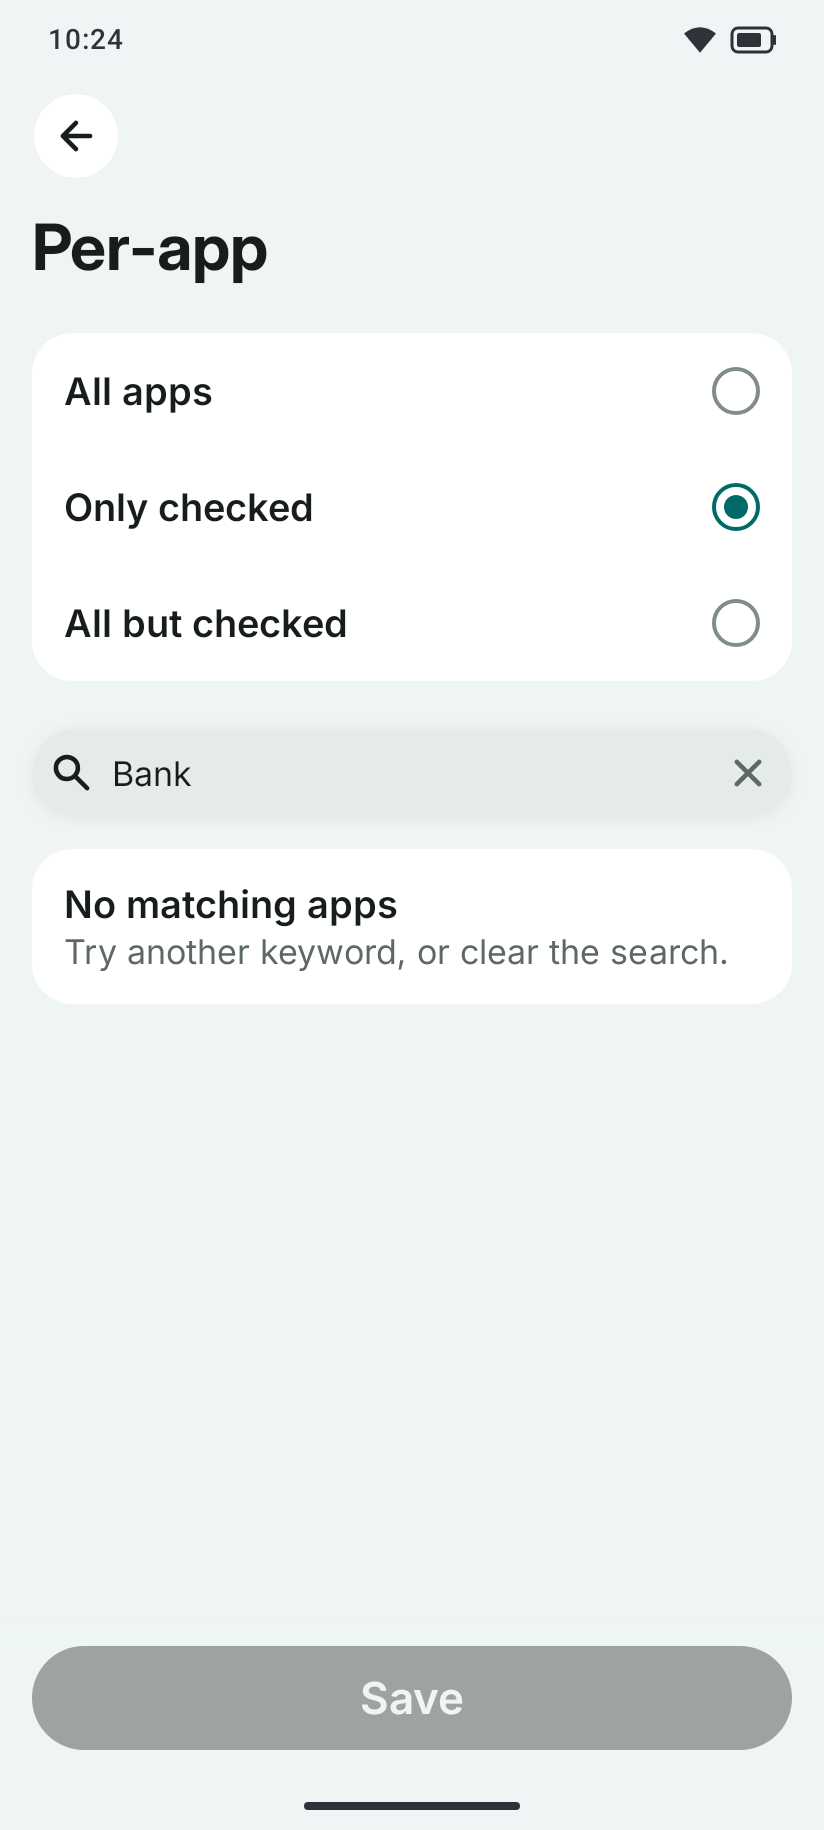 10:24
Per-app
All apps
Only checked
All but checked
Bank
No matching apps
Try another keyword, or clear the search.
Save